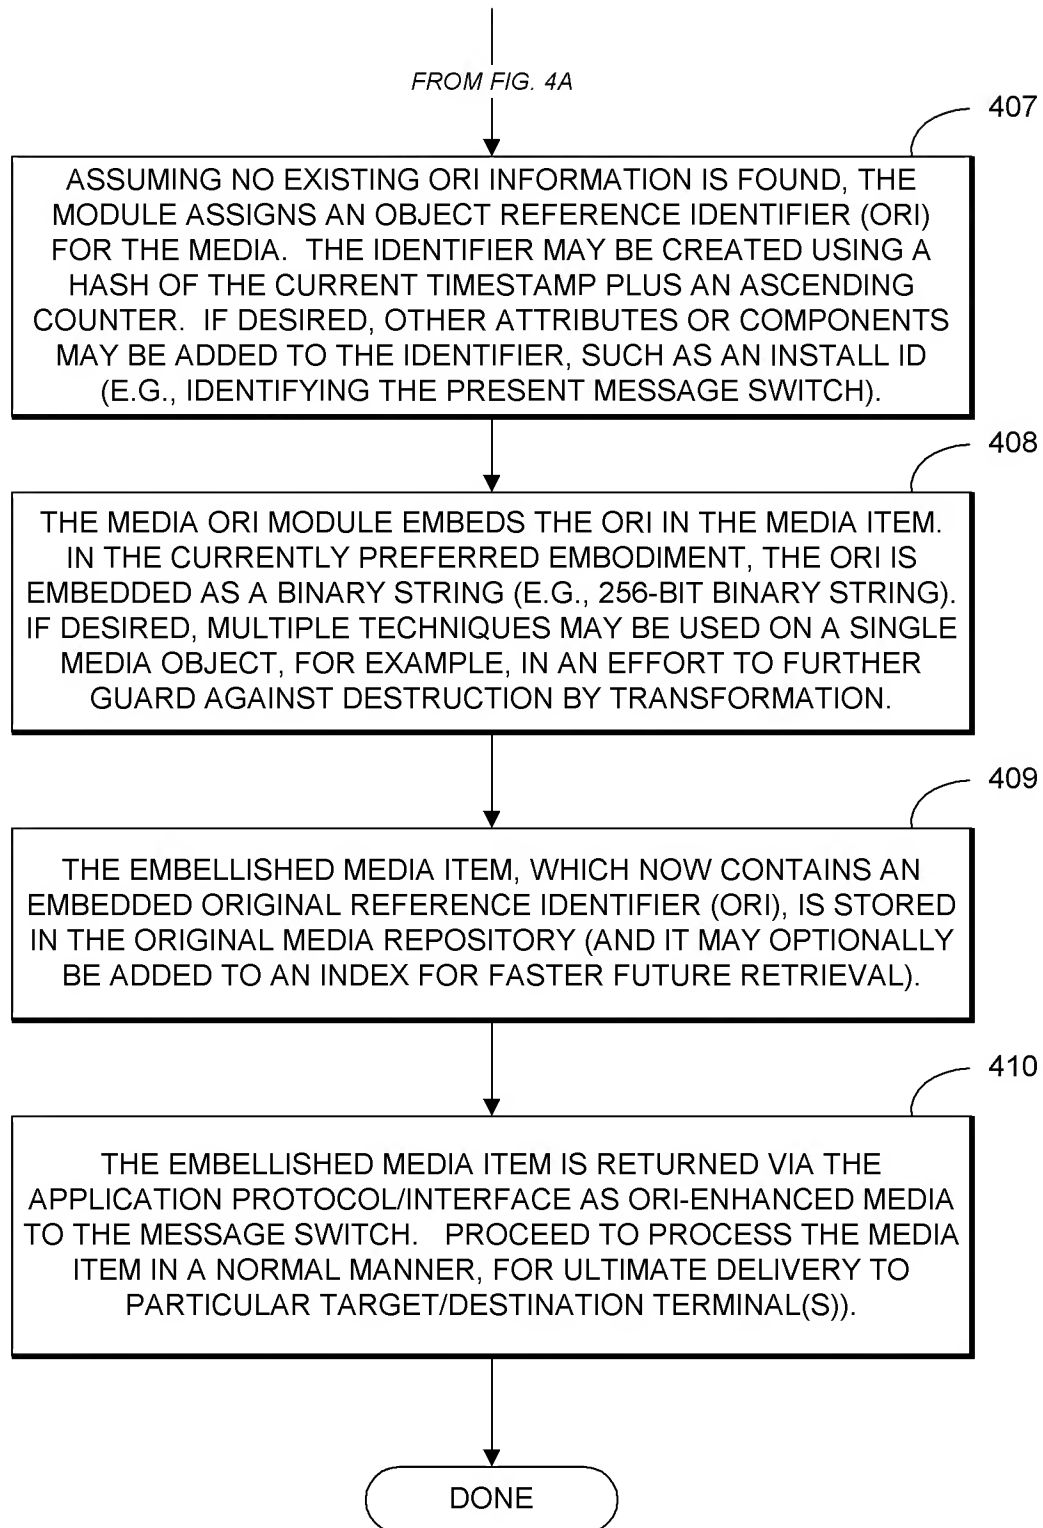 FROM FIG. 4A
407
ASSUMING NO EXISTING ORI INFORMATION IS FOUND, THE
MODULE ASSIGNS AN OBJECT REFERENCE IDENTIFIER (ORI)
FOR THE MEDIA.  THE IDENTIFIER MAY BE CREATED USING A
HASH OF THE CURRENT TIMESTAMP PLUS AN ASCENDING
COUNTER.  IF DESIRED, OTHER ATTRIBUTES OR COMPONENTS
MAY BE ADDED TO THE IDENTIFIER, SUCH AS AN INSTALL ID
(E.G., IDENTIFYING THE PRESENT MESSAGE SWITCH).
408
THE MEDIA ORI MODULE EMBEDS THE ORI IN THE MEDIA ITEM.
IN THE CURRENTLY PREFERRED EMBODIMENT, THE ORI IS
EMBEDDED AS A BINARY STRING (E.G., 256-BIT BINARY STRING).
IF DESIRED, MULTIPLE TECHNIQUES MAY BE USED ON A SINGLE
MEDIA OBJECT, FOR EXAMPLE, IN AN EFFORT TO FURTHER
GUARD AGAINST DESTRUCTION BY TRANSFORMATION.
409
THE EMBELLISHED MEDIA ITEM, WHICH NOW CONTAINS AN
EMBEDDED ORIGINAL REFERENCE IDENTIFIER (ORI), IS STORED
IN THE ORIGINAL MEDIA REPOSITORY (AND IT MAY OPTIONALLY
BE ADDED TO AN INDEX FOR FASTER FUTURE RETRIEVAL).
410
THE EMBELLISHED MEDIA ITEM IS RETURNED VIA THE
APPLICATION PROTOCOL/INTERFACE AS ORI-ENHANCED MEDIA
TO THE MESSAGE SWITCH.   PROCEED TO PROCESS THE MEDIA
ITEM IN A NORMAL MANNER, FOR ULTIMATE DELIVERY TO
PARTICULAR TARGET/DESTINATION TERMINAL(S)).
DONE